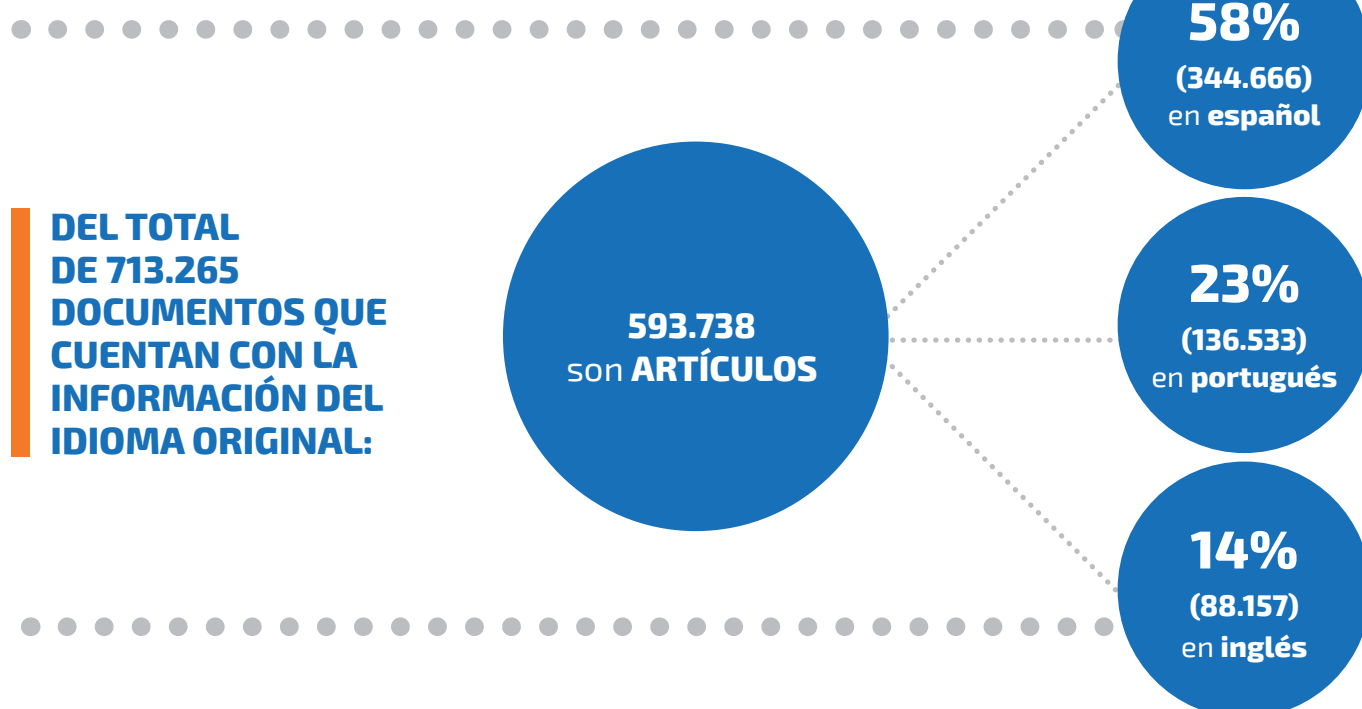 DEL TOTAL
DE 713.265
DOCUMENTOS QUE
CUENTAN CON LA
INFORMACIÓN DEL
IDIOMA ORIGINAL:
593.738
son ARTÍCULOS
58%
(344.666)
en español
23%
(136.533)
en portugués
14%
(88.157)
en inglés